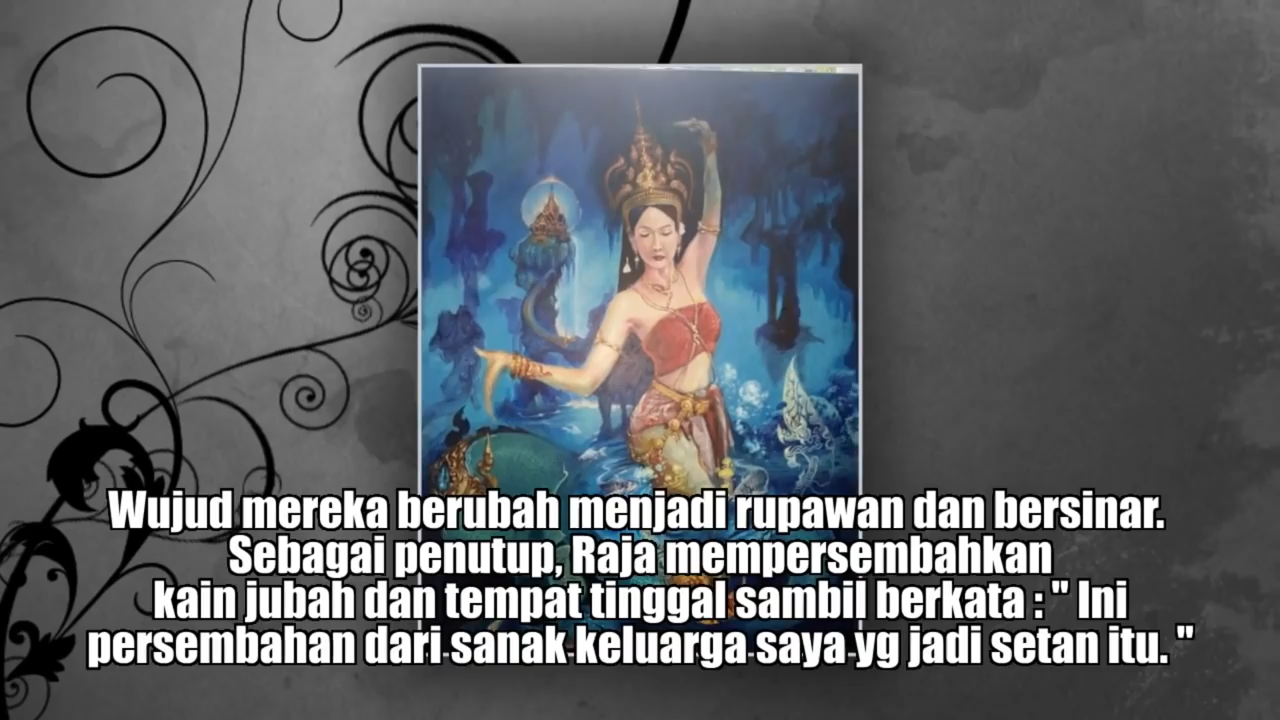 Wujud mereka berubah menjadi rupawan dan bersinar.
Sebagai penutup, Raja mempersembahkan
kain jubah dan tempat tinggal sambil berkata : " Ini
persembahan dari sanak keluarga saya yg jadi setan itu. "